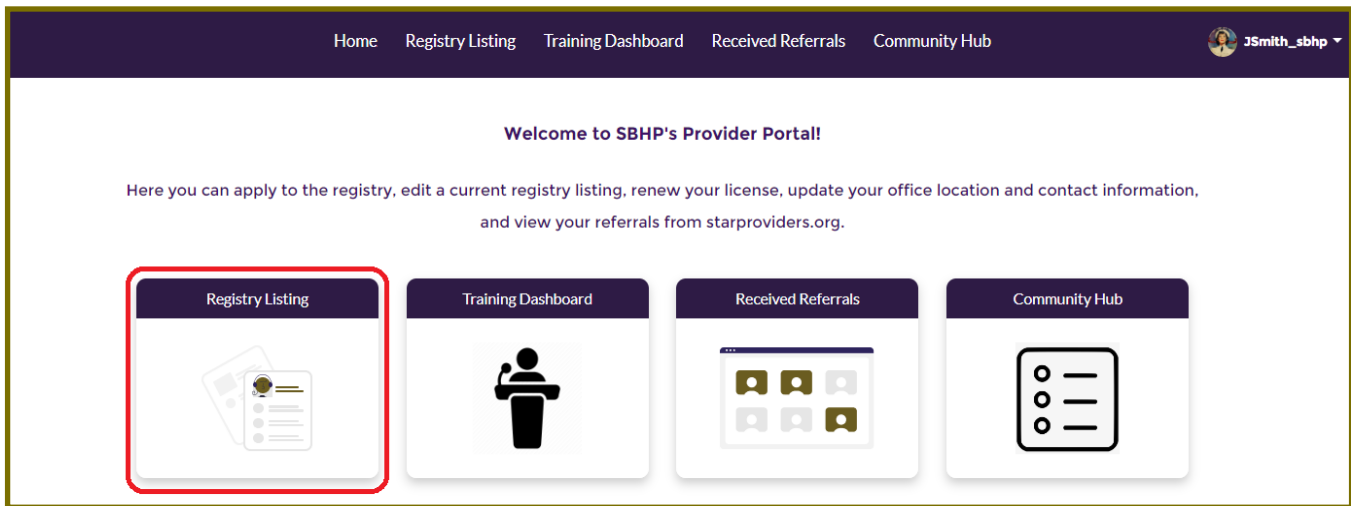 Home Registry Listing Training Dashboard Received Referrals Community Hub JSmith_sbhp
Welcome to SBHP's Provider Portal!
Here you can apply to the registry, edit a current registry listing, renew your license, update your office location and contact information,
and view your referrals from starproviders.org.
Registry Listing Training Dashboard Received Referrals Community Hub